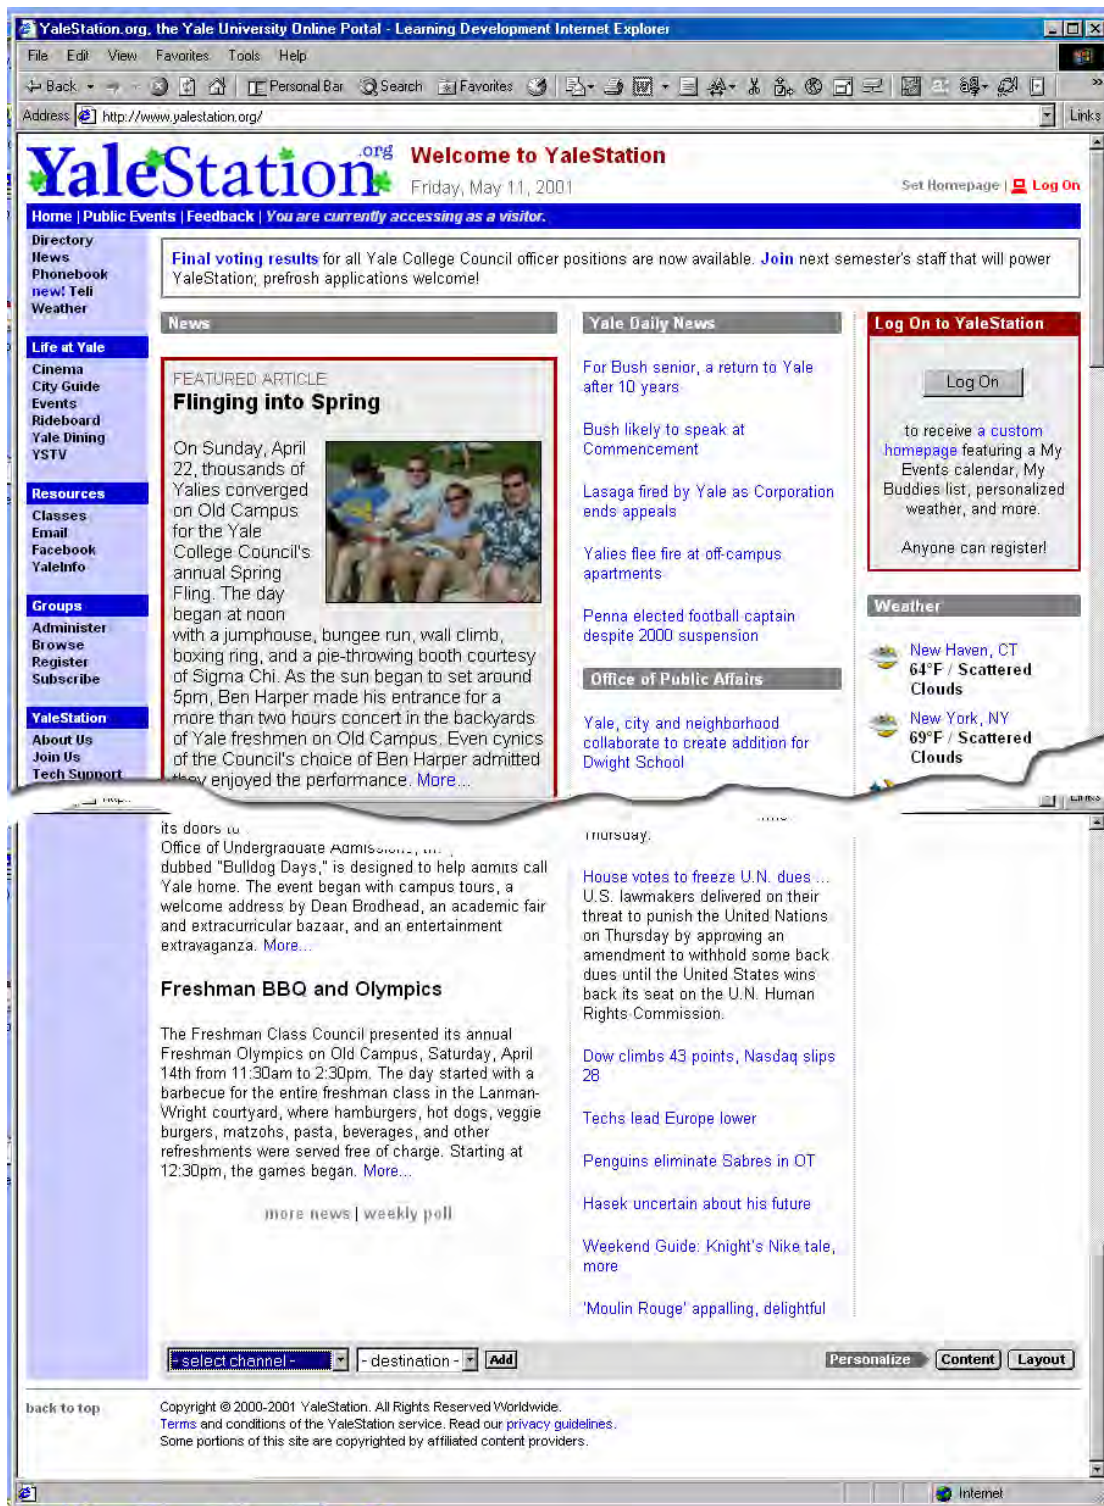 YaleStation.org, the Yale University Online Portal - Learning Development Internet Explorer
File Edit View Favorites Tools Help
Back Personal Bar Search Favorites
Address http://www.yalestation.org/ Links
YaleStation.org
Welcome to YaleStation
Friday, May 11, 2001
Set Homepage | Log On
Home | Public Events | Feedback | You are currently accessing as a visitor.
Directory
News
Phonebook
new! Teli
Weather
Life at Yale
Cinema
City Guide
Events
Rideboard
Yale Dining
YSTV
Resources
Classes
Email
Facebook
YaleInfo
Groups
Administer
Browse
Register
Subscribe
YaleStation
About Us
Join Us
Tech Support
Final voting results for all Yale College Council officer positions are now available. Join next semester's staff that will power
YaleStation; prefrosh applications welcome!
News
FEATURED ARTICLE
Flinging into Spring
On Sunday, April
22, thousands of
Yalies converged
on Old Campus
for the Yale
College Council's
annual Spring
Fling. The day
began at noon
with a jumphouse, bungee run, wall climb,
boxing ring, and a pie-throwing booth courtesy
of Sigma Chi. As the sun began to set around
5pm, Ben Harper made his entrance for a
more than two hours concert in the backyards
of Yale freshmen on Old Campus. Even cynics
of the Council's choice of Ben Harper admitted
they enjoyed the performance. More...
Yale Daily News
For Bush senior, a return to Yale
after 10 years
Bush likely to speak at
Commencement
Lasaga fired by Yale as Corporation
ends appeals
Yalies flee fire at off-campus
apartments
Penna elected football captain
despite 2000 suspension
Office of Public Affairs
Yale, city and neighborhood
collaborate to create addition for
Dwight School
Log On to YaleStation
Log On
to receive a custom
homepage featuring a My
Events calendar, My
Buddies list, personalized
weather, and more.
Anyone can register!
Weather
New Haven, CT
64°F / Scattered
Clouds
New York, NY
69°F / Scattered
Clouds
Links
its doors to
Office of Undergraduate Admissions,
dubbed "Bulldog Days," is designed to help admits call
Yale home. The event began with campus tours, a
welcome address by Dean Brodhead, an academic fair
and extracurricular bazaar, and an entertainment
extravaganza. More...
Freshman BBQ and Olympics
The Freshman Class Council presented its annual
Freshman Olympics on Old Campus, Saturday, April
14th from 11:30am to 2:30pm. The day started with a
barbecue for the entire freshman class in the Lanman-
Wright courtyard, where hamburgers, hot dogs, veggie
burgers, matzohs, pasta, beverages, and other
refreshments were served free of charge. Starting at
12:30pm, the games began. More...
more news | weekly poll
Thursday.
House votes to freeze U.N. dues ...
U.S. lawmakers delivered on their
threat to punish the United Nations
on Thursday by approving an
amendment to withhold some back
dues until the United States wins
back its seat on the U.N. Human
Rights Commission.
Dow climbs 43 points, Nasdaq slips
28
Techs lead Europe lower
Penguins eliminate Sabres in OT
Hasek uncertain about his future
Weekend Guide: Knight's Nike tale,
more
'Moulin Rouge' appalling, delightful
- select channel - - destination - Add
Personalize Content Layout
back to top
Copyright © 2000-2001 YaleStation. All Rights Reserved Worldwide.
Terms and conditions of the YaleStation service. Read our privacy guidelines.
Some portions of this site are copyrighted by affiliated content providers.
Internet